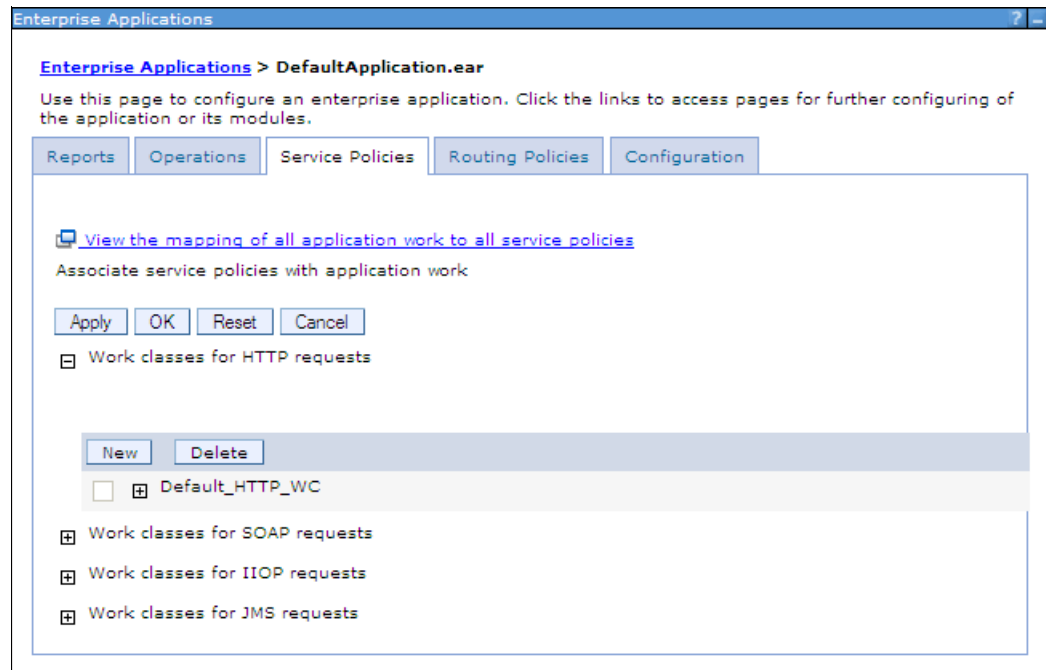 Enterprise Applications ? -
Enterprise Applications > DefaultApplication.ear
Use this page to configure an enterprise application. Click the links to access pages for further configuring of
the application or its modules.
Reports Operations Service Policies Routing Policies Configuration
View the mapping of all application work to all service policies
Associate service policies with application work
Apply OK Reset Cancel
Work classes for HTTP requests
New Delete
Default_HTTP_WC
Work classes for SOAP requests
Work classes for IIOP requests
Work classes for JMS requests